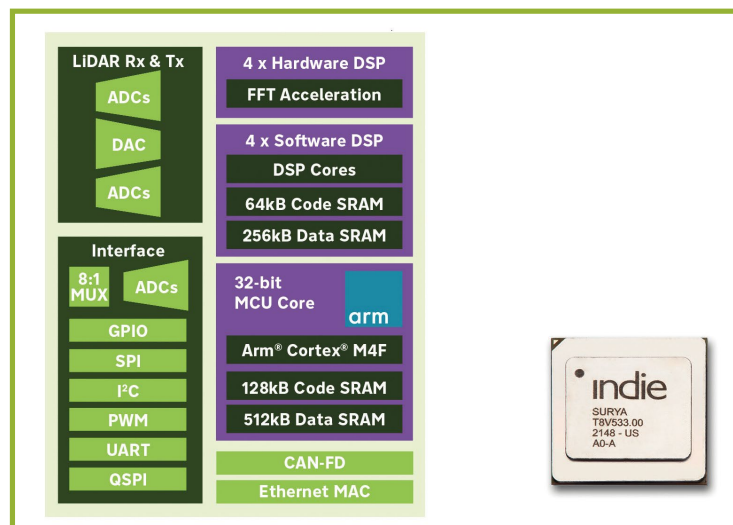 LiDAR Rx & Tx
ADCs
DAC
ADCs
Interface
8:1
MUX
ADCs
GPIO
SPI
I²C
PWM
UART
QSPI
4 x Hardware DSP
FFT Acceleration
4 x Software DSP
DSP Cores
64kB Code SRAM
256kB Data SRAM
32-bit
MCU Core
arm
Arm® Cortex® M4F
128kB Code SRAM
512kB Data SRAM
CAN-FD
Ethernet MAC
indie
SURYA
T8V533.00
2148 - US
A0-A